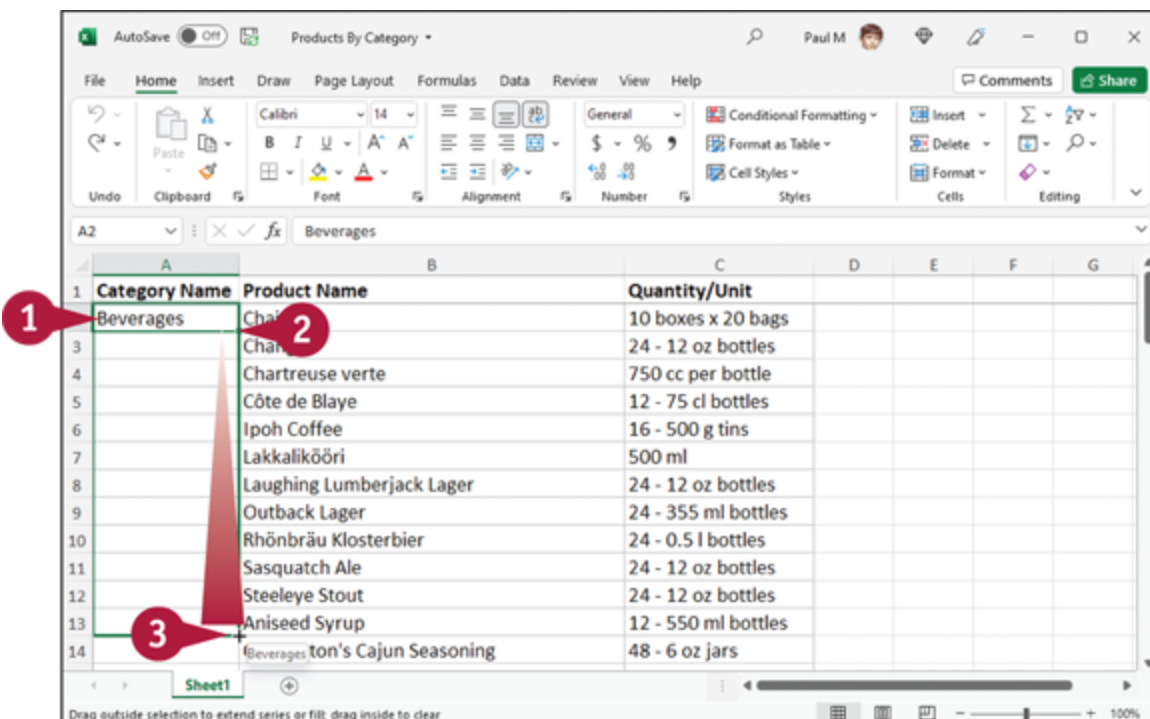 AutoSave Off Products By Category Paul M
File Home Insert Draw Page Layout Formulas Data Review View Help Comments Share
Calibri 14 ab General Conditional Formatting Insert
Paste B I U A A $ % Format as Table Delete
A Cell Styles Format
Undo Clipboard Font Alignment Number Styles Cells Editing
A2 fx Beverages
A B C D E F G
1 Category Name Product Name Quantity/Unit
1 Beverages 2 10 boxes x 20 bags
3 24 - 12 oz bottles
4 Chartreuse verte 750 cc per bottle
5 Côte de Blaye 12 - 75 cl bottles
6 Ipoh Coffee 16 - 500 g tins
7 Lakkalikööri 500 ml
8 Laughing Lumberjack Lager 24 - 12 oz bottles
9 Outback Lager 24 - 355 ml bottles
10 Rhönbräu Klosterbier 24 - 0.5 l bottles
11 Sasquatch Ale 24 - 12 oz bottles
12 Steeleye Stout 24 - 12 oz bottles
13 3 Aniseed Syrup 12 - 550 ml bottles
14 Beverages ton's Cajun Seasoning 48 - 6 oz jars
Sheet1
Drag outside selection to extend series or fill; drag inside to clear 100%